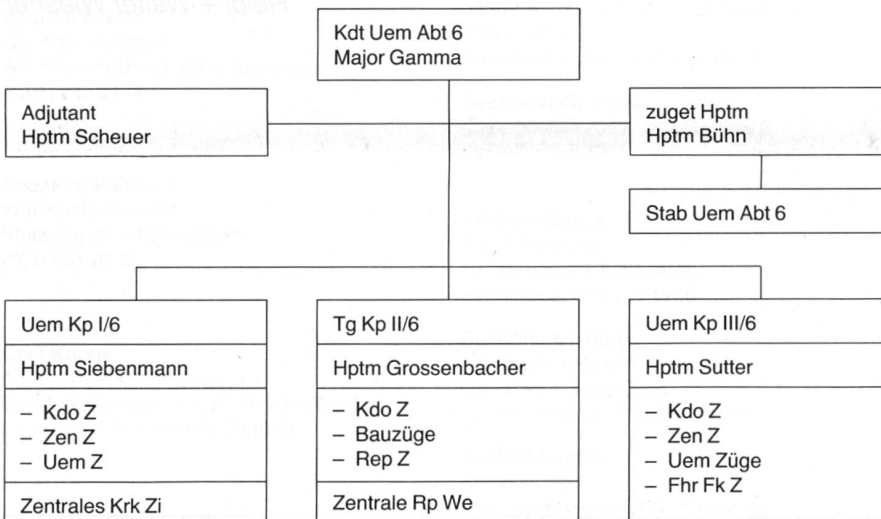 Kdt Uem Abt 6
Major Gamma
Adjutant
Hptm Scheuer
zuget Hptm
Hptm Bühn
Stab Uem Abt 6
Uem Kp I/6
Hptm Siebenmann
– Kdo Z
– Zen Z
– Uem Z
Zentrales Krk Zi
Tg Kp II/6
Hptm Grossenbacher
– Kdo Z
– Bauzüge
– Rep Z
Zentrale Rp We
Uem Kp III/6
Hptm Sutter
– Kdo Z
– Zen Z
– Uem Züge
– Fhr Fk Z